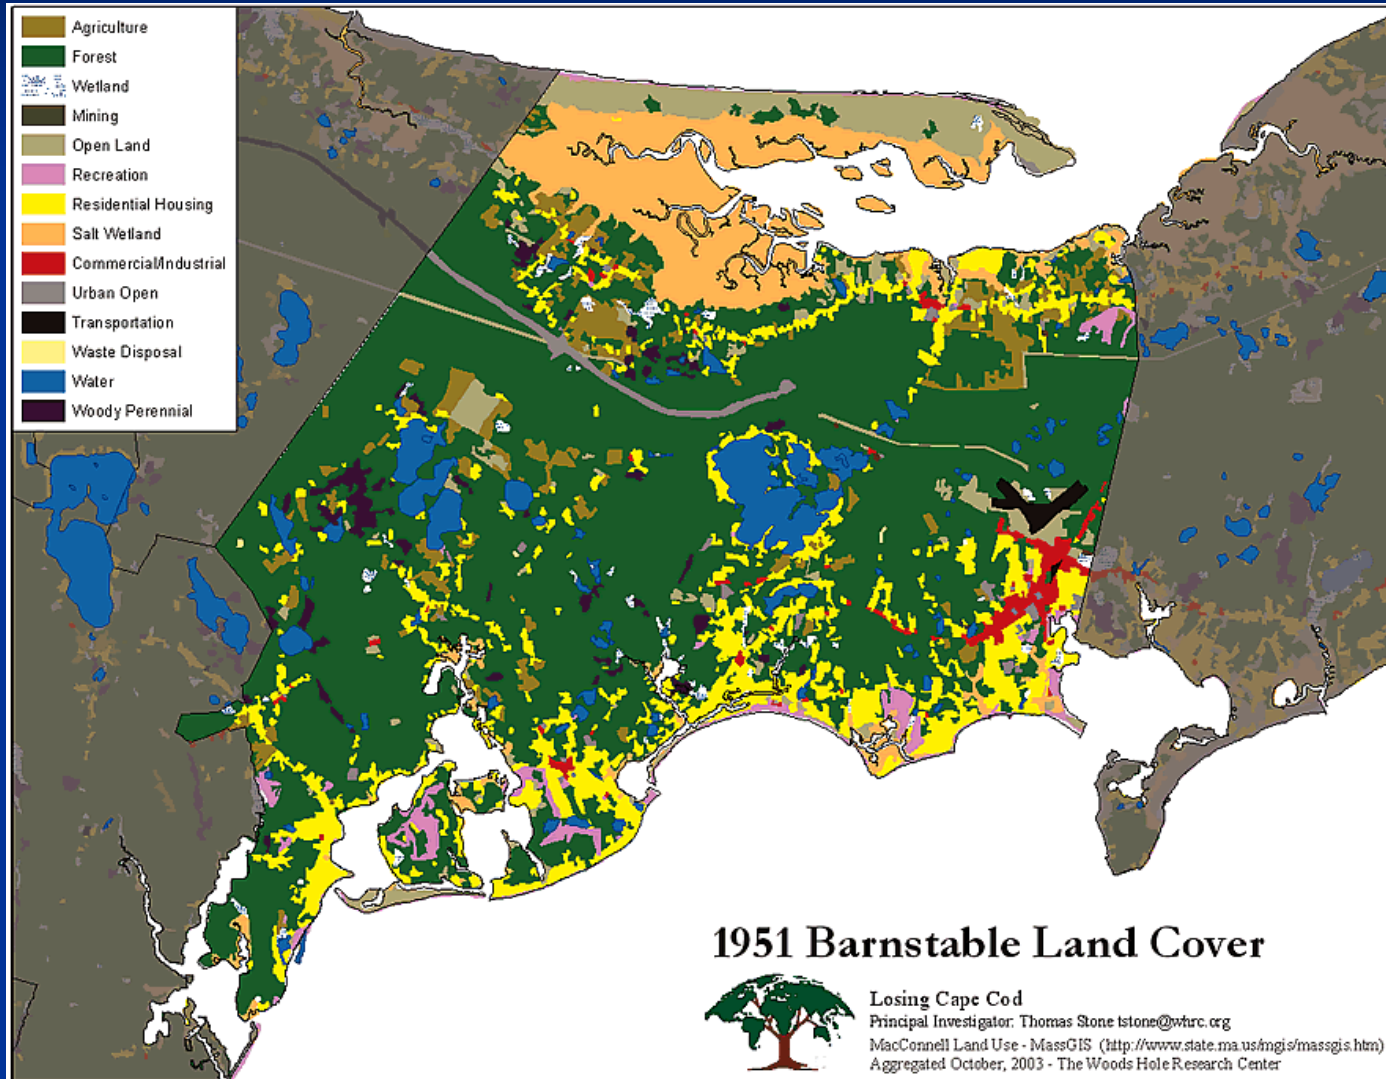 Agriculture
Forest
Wetland
Mining
Open Land
Recreation
Residential Housing
Salt Wetland
Commercial/Industrial
Urban Open
Transportation
Waste Disposal
Water
Woody Perennial
1951 Barnstable Land Cover
Losing Cape Cod
Principal Investigator: Thomas Stone tstone@whrc.org
MacConnell Land Use - MassGIS (http://www.state.ma.us/mgis/massgis.htm)
Aggregated October, 2003 - The Woods Hole Research Center